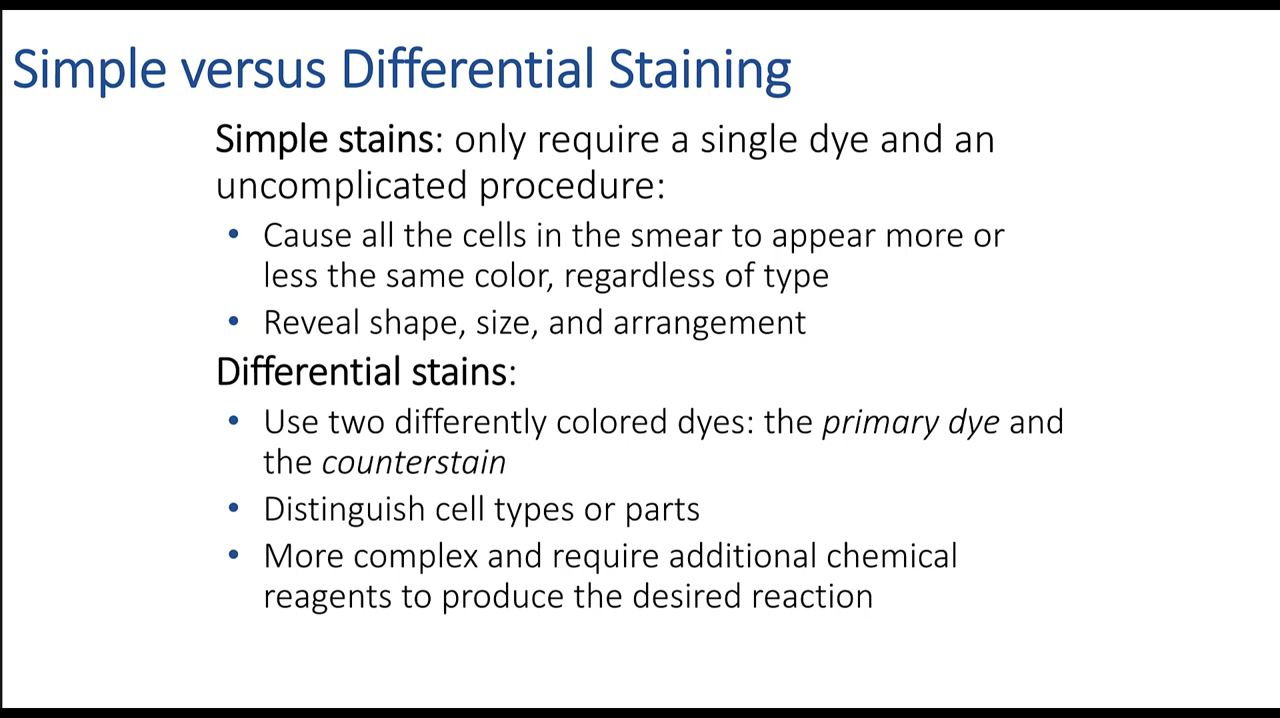 Simple versus Differential Staining
Simple stains: only require a single dye and an
uncomplicated procedure:
• Cause all the cells in the smear to appear more or
less the same color, regardless of type
• Reveal shape, size, and arrangement
Differential stains:
• Use two differently colored dyes: the primary dye and
the counterstain
• Distinguish cell types or parts
• More complex and require additional chemical
reagents to produce the desired reaction